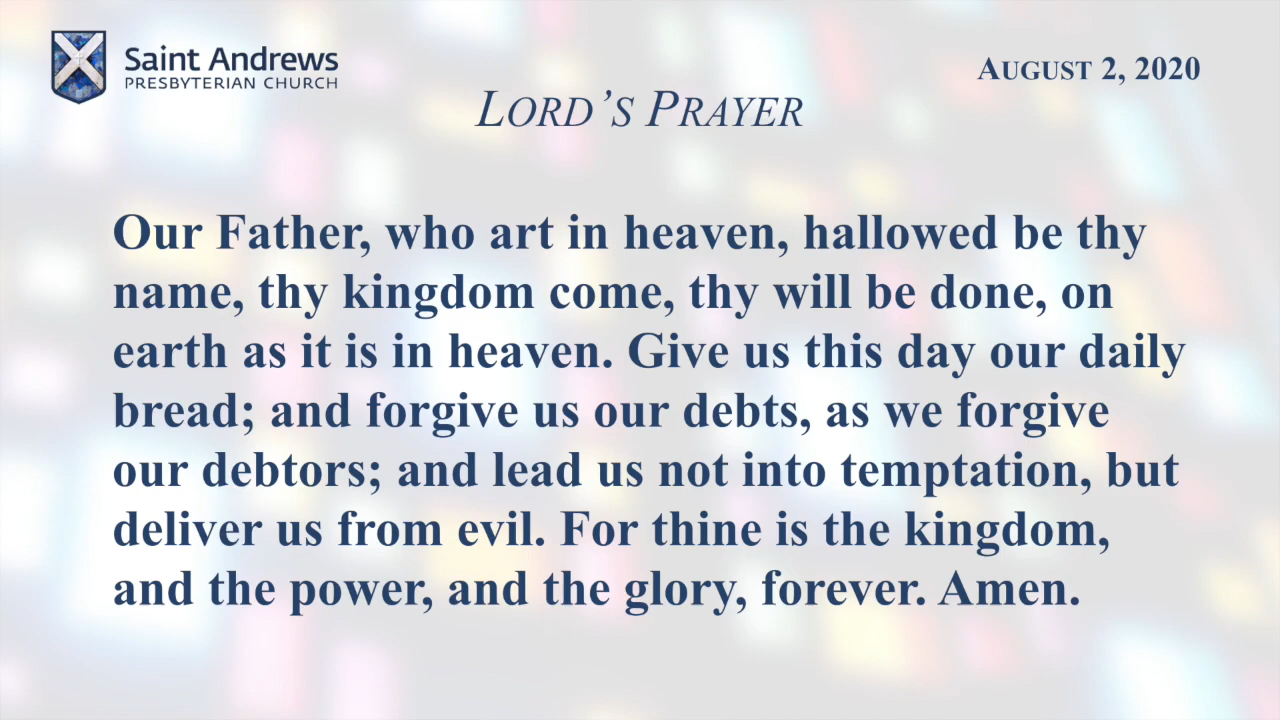 Saint Andrews
PRESBYTERIAN CHURCH
AUGUST 2, 2020
LORD'S PRAYER
Our Father, who art in heaven, hallowed be thy
name, thy kingdom come, thy will be done, on
earth as it is in heaven. Give us this day our daily
bread; and forgive us our debts, as we forgive
our debtors; and lead us not into temptation, but
deliver us from evil. For thine is the kingdom,
and the power, and the glory, forever. Amen.